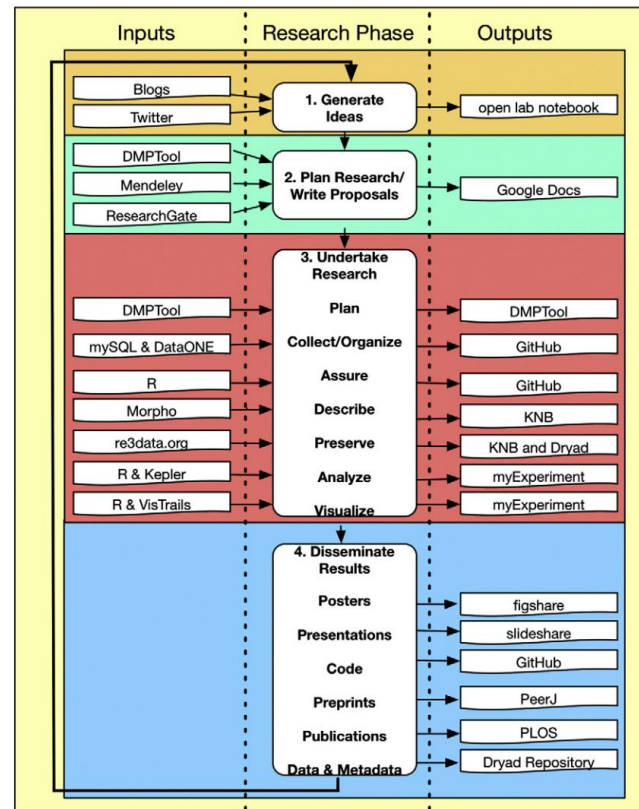 Inputs
Research Phase
Outputs
Blogs
Twitter
1. Generate
Ideas
open lab notebook
DMPTool
Mendeley
ResearchGate
2. Plan Research/
Write Proposals
Google Docs
3. Undertake
Research
DMPTool
Plan
DMPTool
mySQL & DataONE
Collect/Organize
GitHub
R
Assure
GitHub
Morpho
Describe
KNB
re3data.org
Preserve
KNB and Dryad
R & Kepler
Analyze
myExperiment
R & VisTrails
Visualize
myExperiment
4. Disseminate
Results
Posters
figshare
Presentations
slideshare
Code
GitHub
Preprints
PeerJ
Publications
PLOS
Data & Metadata
Dryad Repository